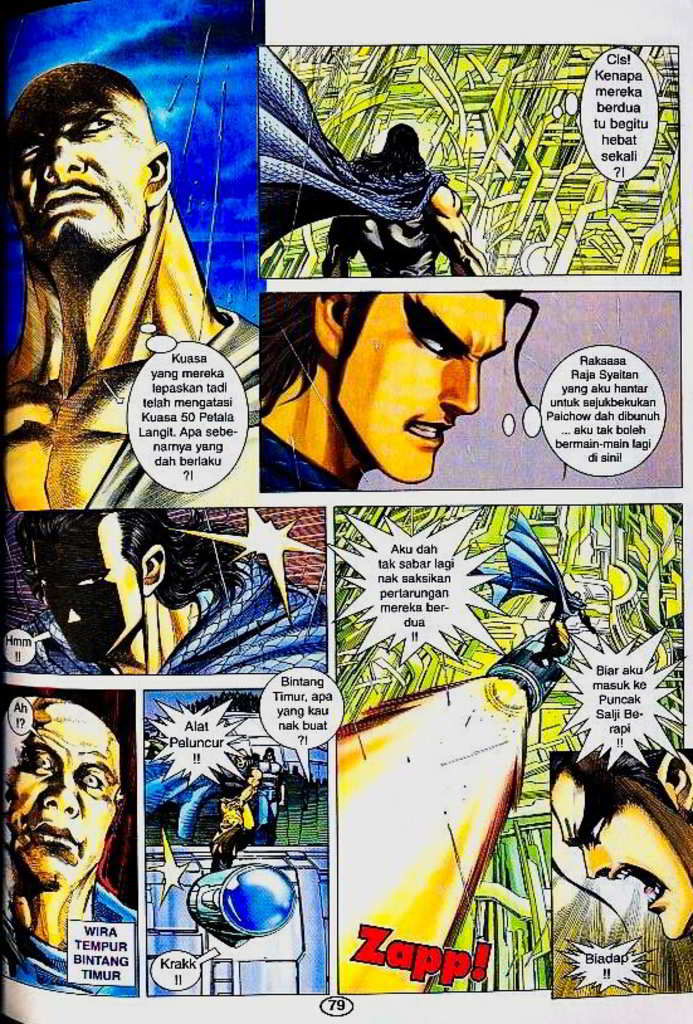 Kuasa
yang mereka
lepaskan tadi
telah mengatasi
Kuasa 50 Petala
Langit. Apa sebe-
narnya yang
dah berlaku
?!
Cis!
Kenapa
mereka
berdua
tu begitu
hebat
sekali
?!
Raksasa
Raja Syaitan
yang aku hantar
untuk sejukbekukan
Paichow dah dibunuh
... aku tak boleh
bermain-main lagi
di sini!
Hmm
!!
Aku dah
tak sabar lagi
nak saksikan
pertarungan
mereka ber-
dua
!!
Biar aku
masuk ke
Puncak
Salji Be-
rapi
!!
Ah
!?
WIRA
TEMPUR
BINTANG
TIMUR
Alat
Peluncur
!!
Bintang
Timur, apa
yang kau
nak buat
?!
Krakk
!!
Zapp!
Biadap
!!
79